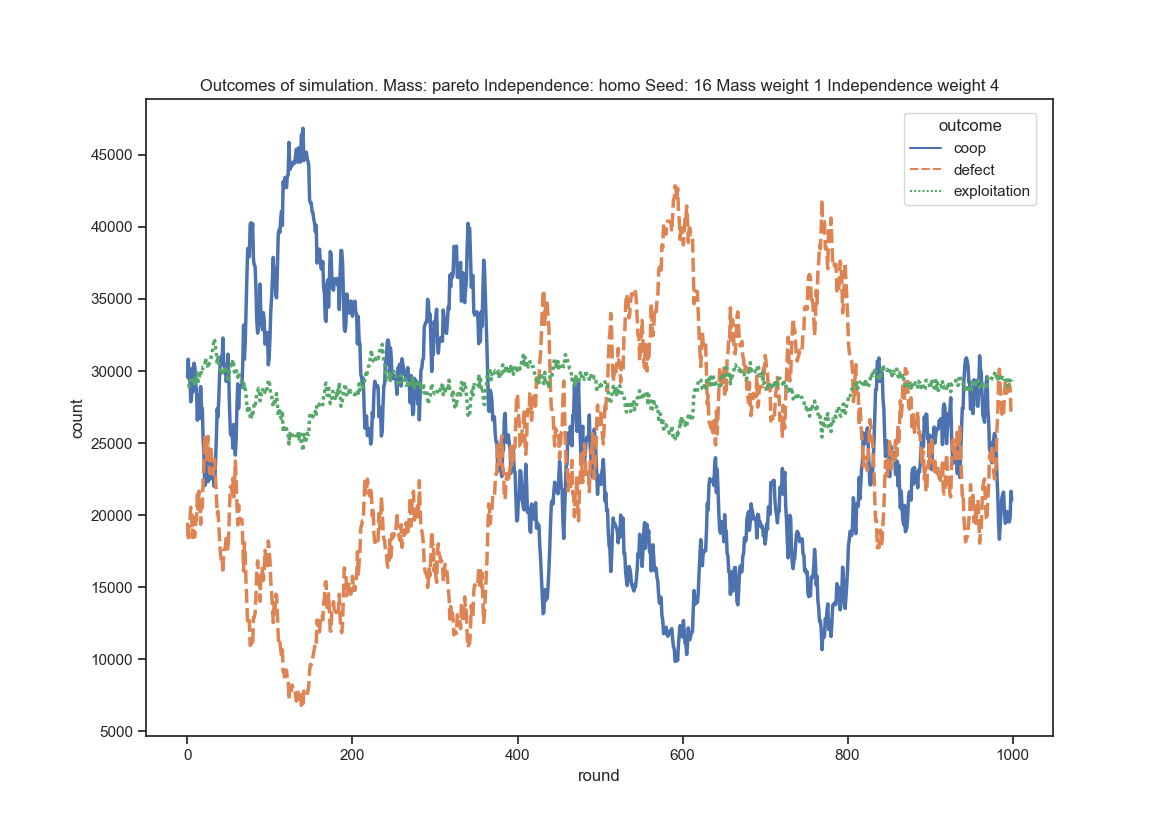 Outcomes of simulation. Mass: pareto Independence: homo Seed: 16 Mass weight 1 Independence weight 4
outcome
coop
defect
exploitation
45000
40000
35000
30000
25000
20000
15000
10000
5000
count
0 200 400 600 800 1000
round